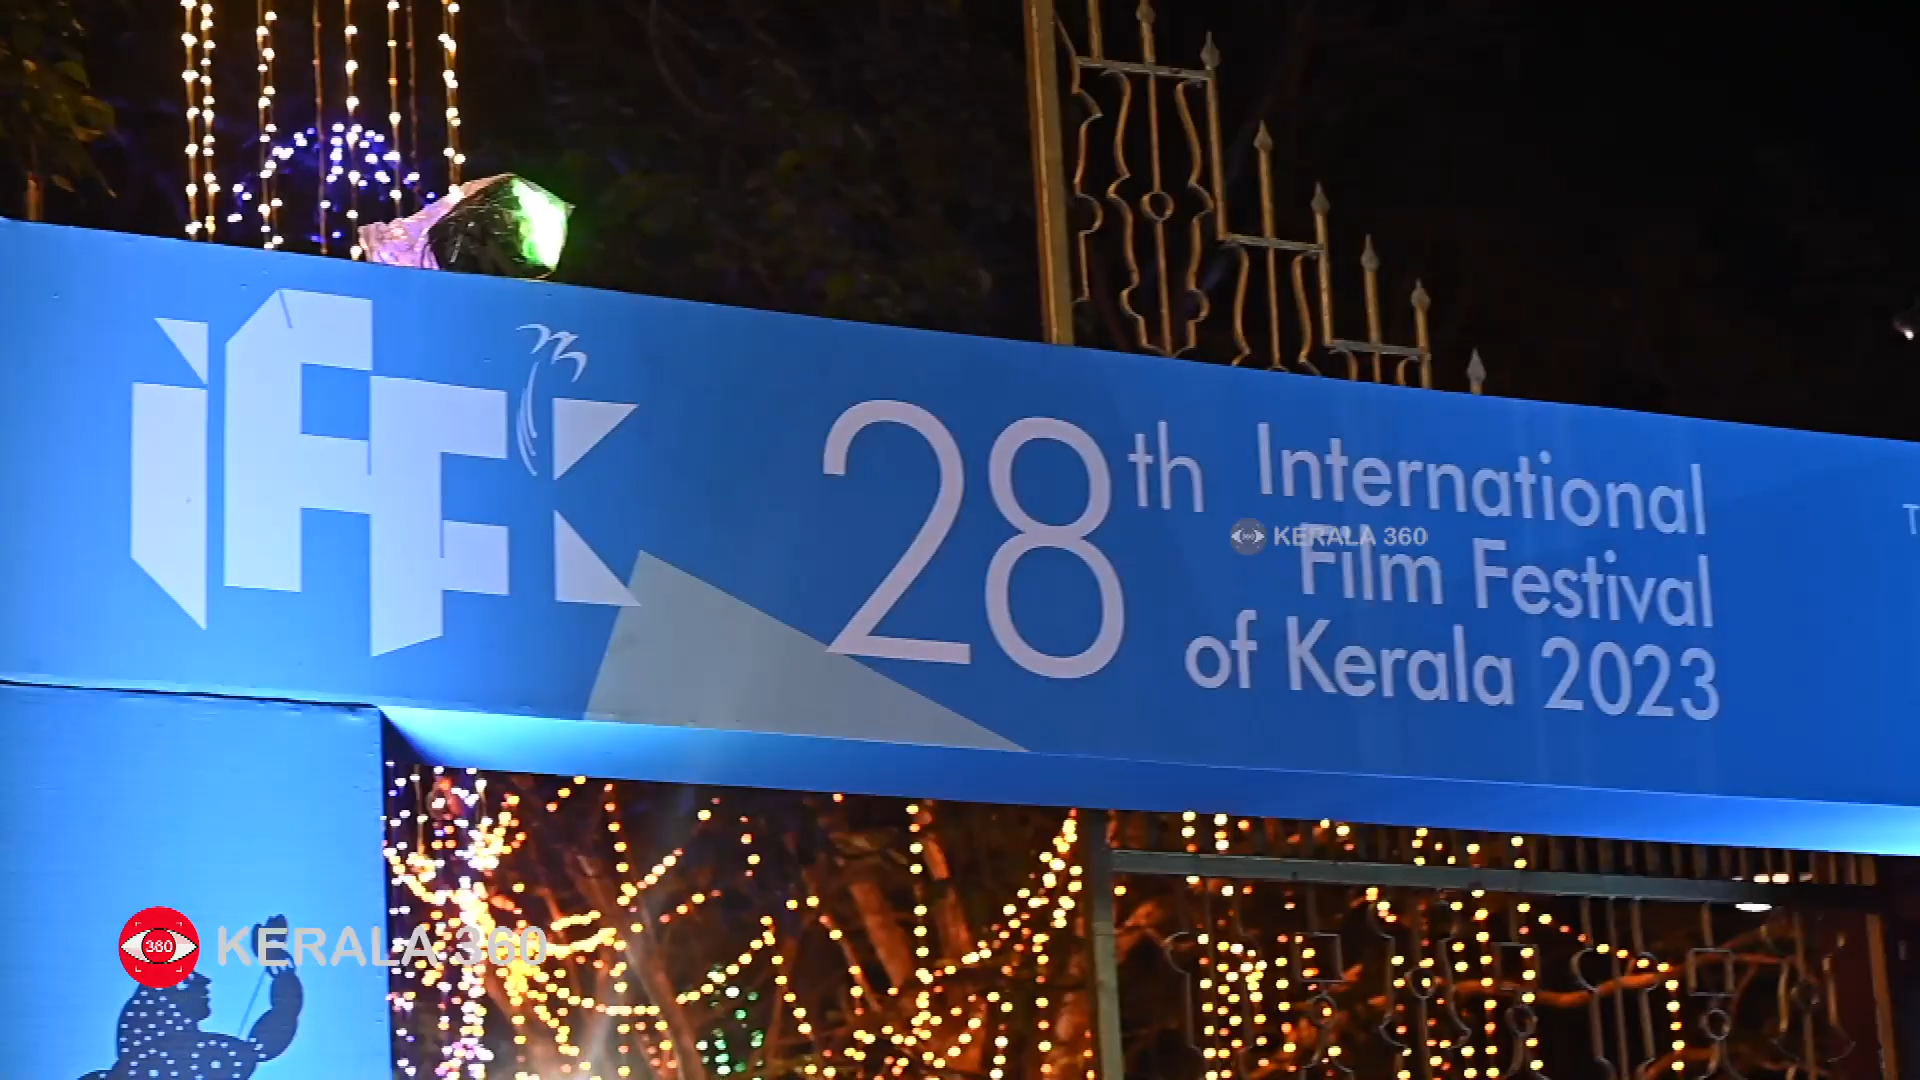 iFFK
28th International
Film Festival
of Kerala 2023
KERALA 360
360 KERALA 360